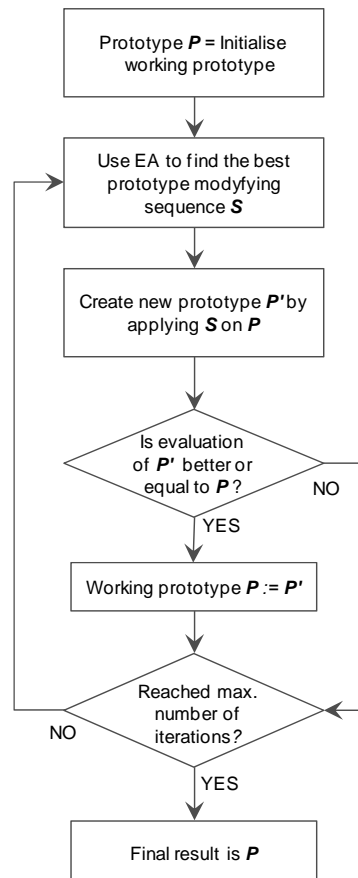 Prototype P = Initialise
working prototype
Use EA to find the best
prototype modyfying
sequence S
Create new prototype P' by
applying S on P
Is evaluation
of P' better or
equal to P ?
NO
YES
Working prototype P := P'
Reached max.
number of
iterations?
NO
YES
Final result is P